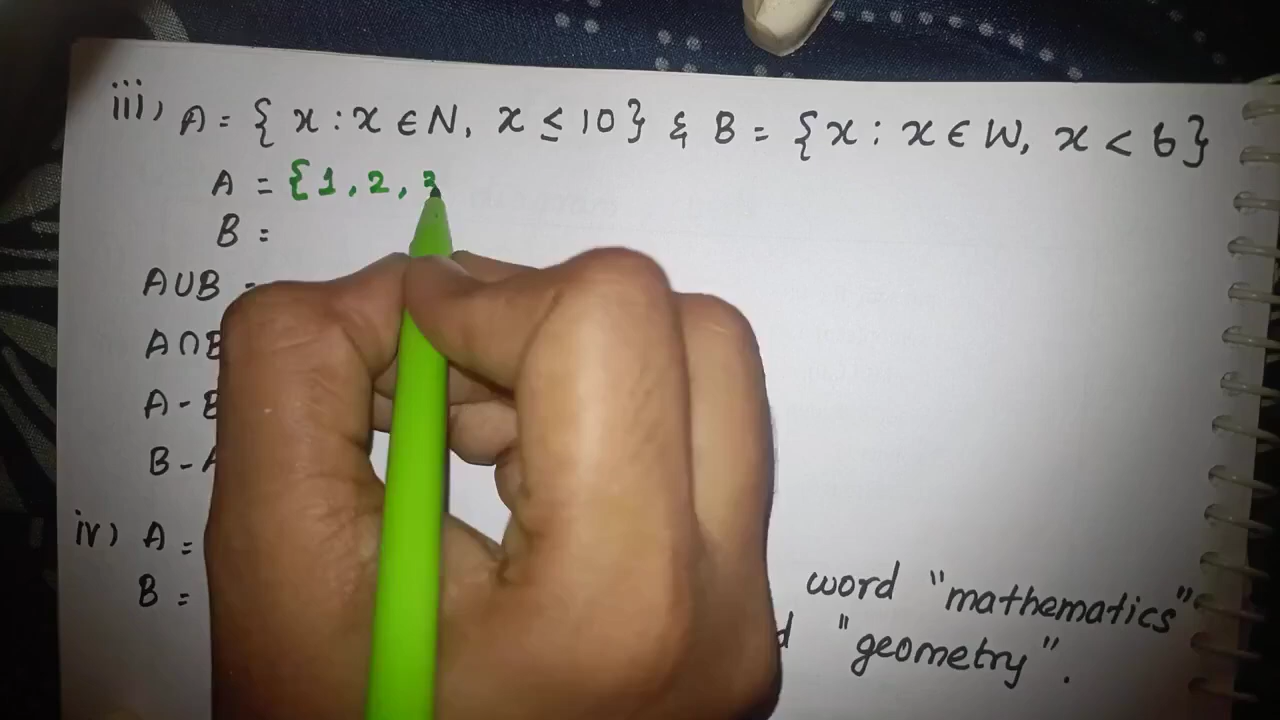 iii) A = { x : x ∈ N, x ≤ 10} & B = {x : x ∈ W, x < 6}
A = {1, 2, 3
B =
A∪B -
A∩B
A - B
B - A
iv) A = word "mathematics"
B = "geometry".